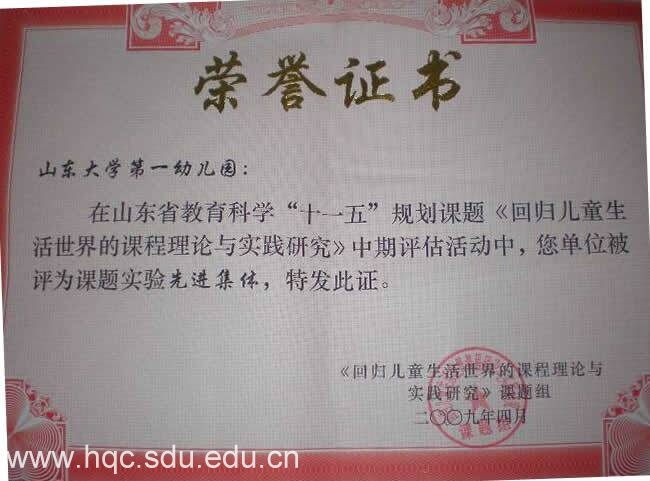 荣誉证书
山东大学第一幼儿园：
在山东省教育科学“十一五”规划课题《回归儿童生
活世界的课程理论与实践研究》中期评估活动中，您单位被
评为课题实验先进集体，特发此证。
《回归儿童生活世界的课程理论与
实践研究》课题组
二〇〇九年四月
课题组
www.hqc.sdu.edu.cn